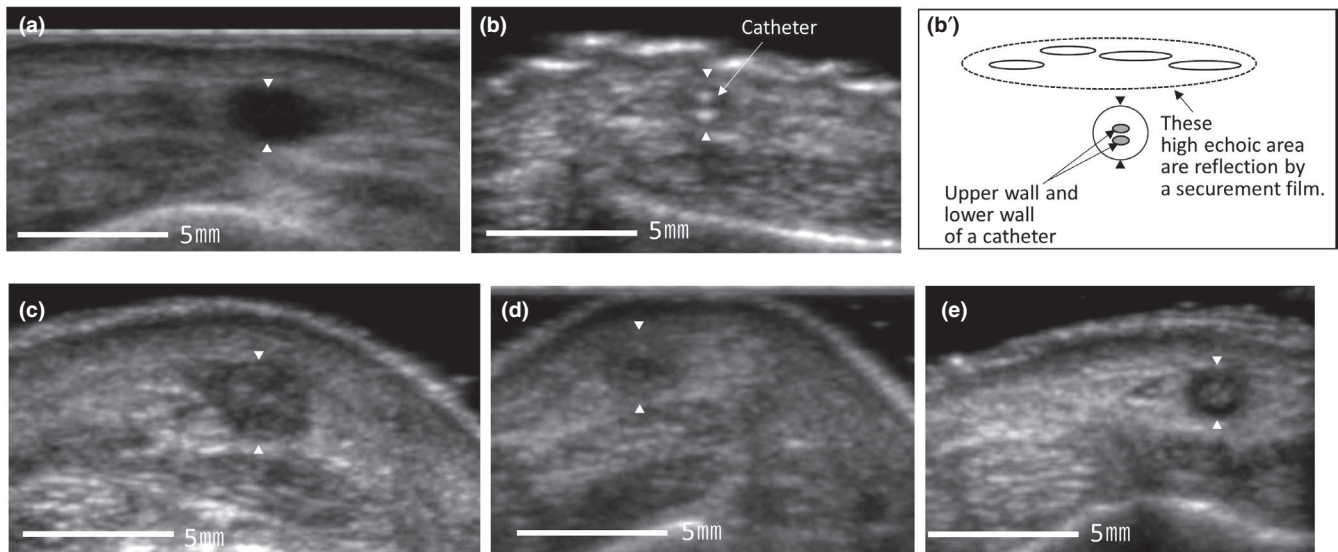 (a)
5mm
(b)
Catheter
5mm
(b′)
These
high echoic area
are reflection by
a securement film.
Upper wall and
lower wall
of a catheter
(c)
5mm
(d)
5mm
(e)
5mm